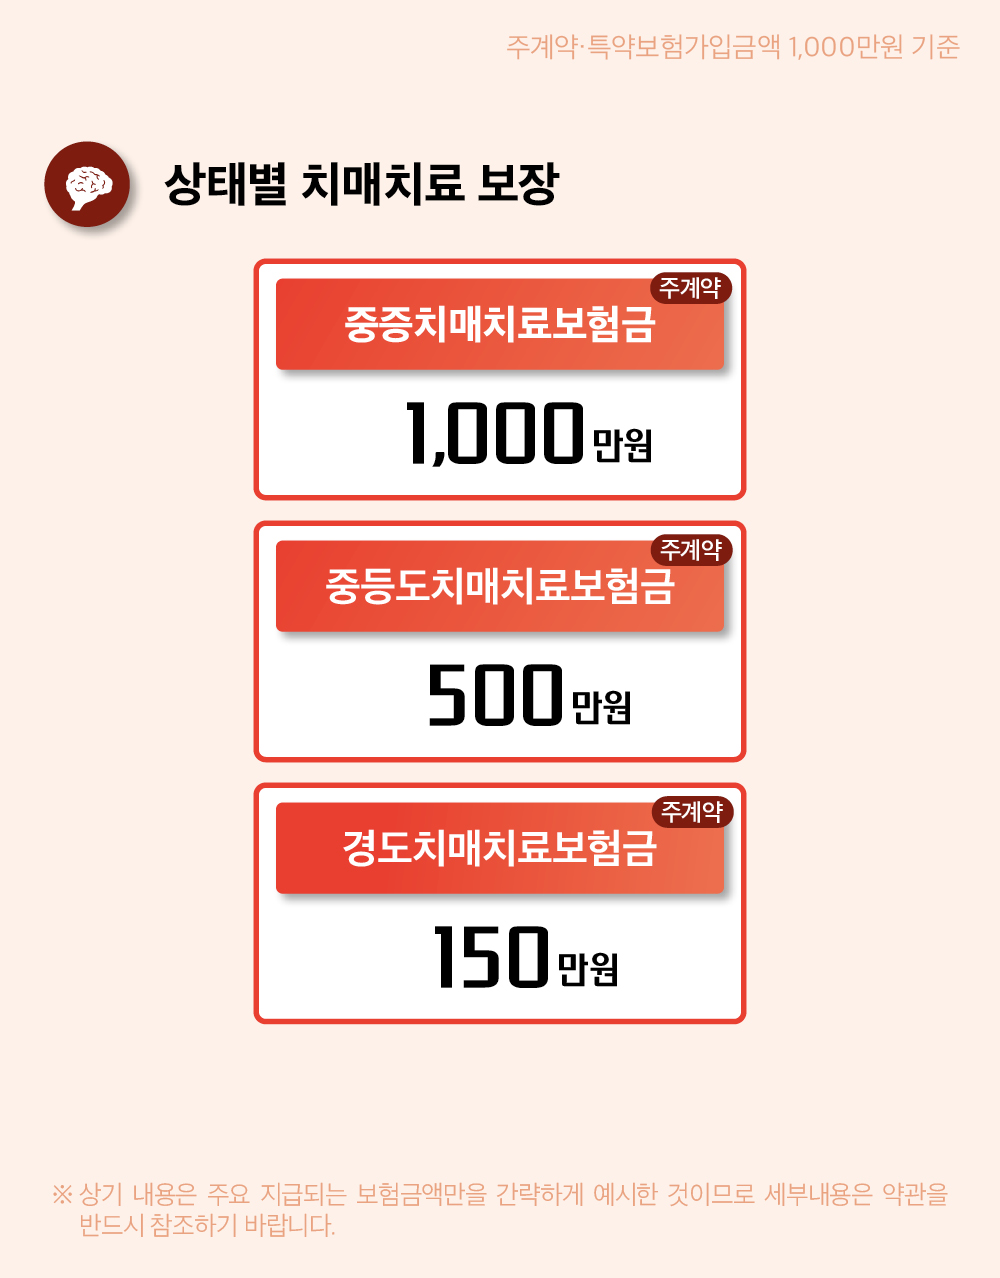 주계약·특약보험가입금액 1,000만원 기준
상태별 치매치료 보장
주계약
중증치매치료보험금
1,000만원
주계약
중등도치매치료보험금
500만원
주계약
경도치매치료보험금
150만원
※ 상기 내용은 주요 지급되는 보험금액만을 간략하게 예시한 것이므로 세부내용은 약관을
반드시 참조하기 바랍니다.